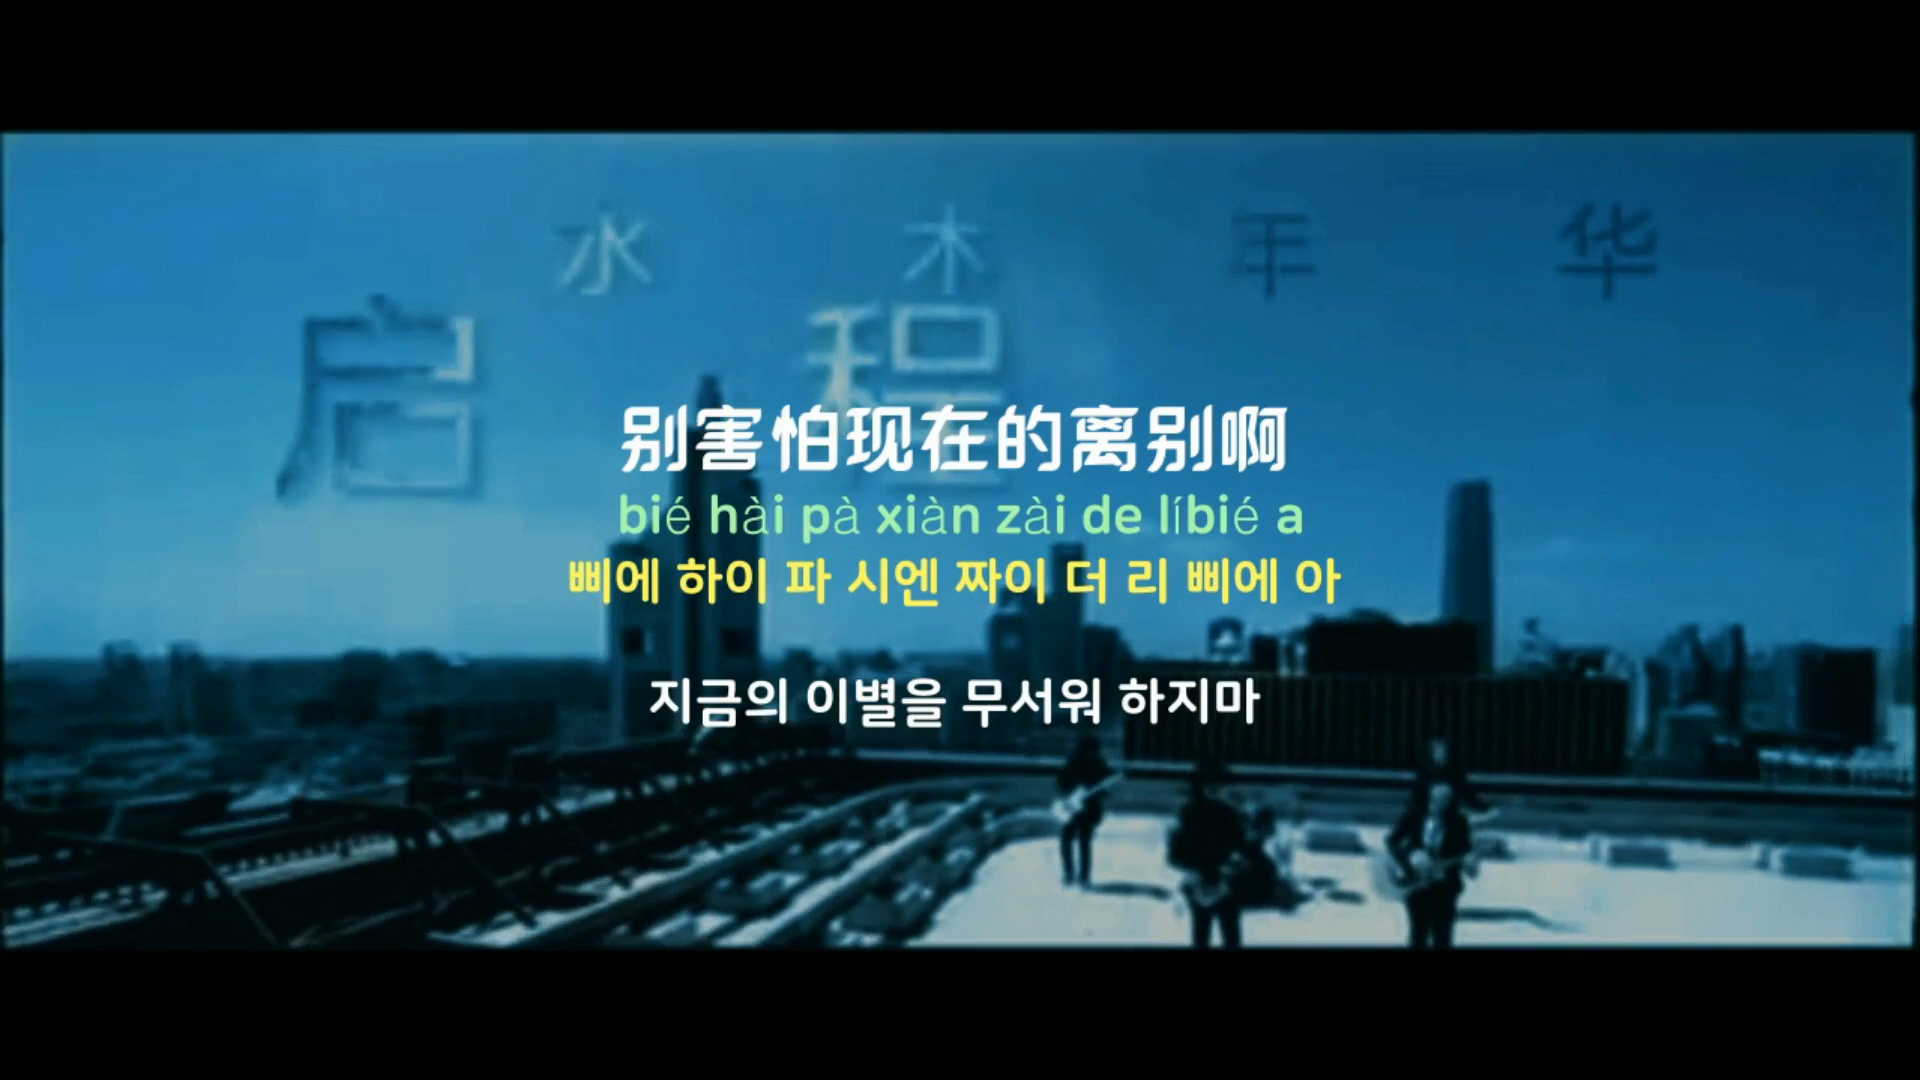 水 木 年 华
启 程
别害怕现在的离别啊
bié hài pà xiàn zài de líbié a
삐에 하이 파 시엔 짜이 더 리 삐에 아
지금의 이별을 무서워 하지마